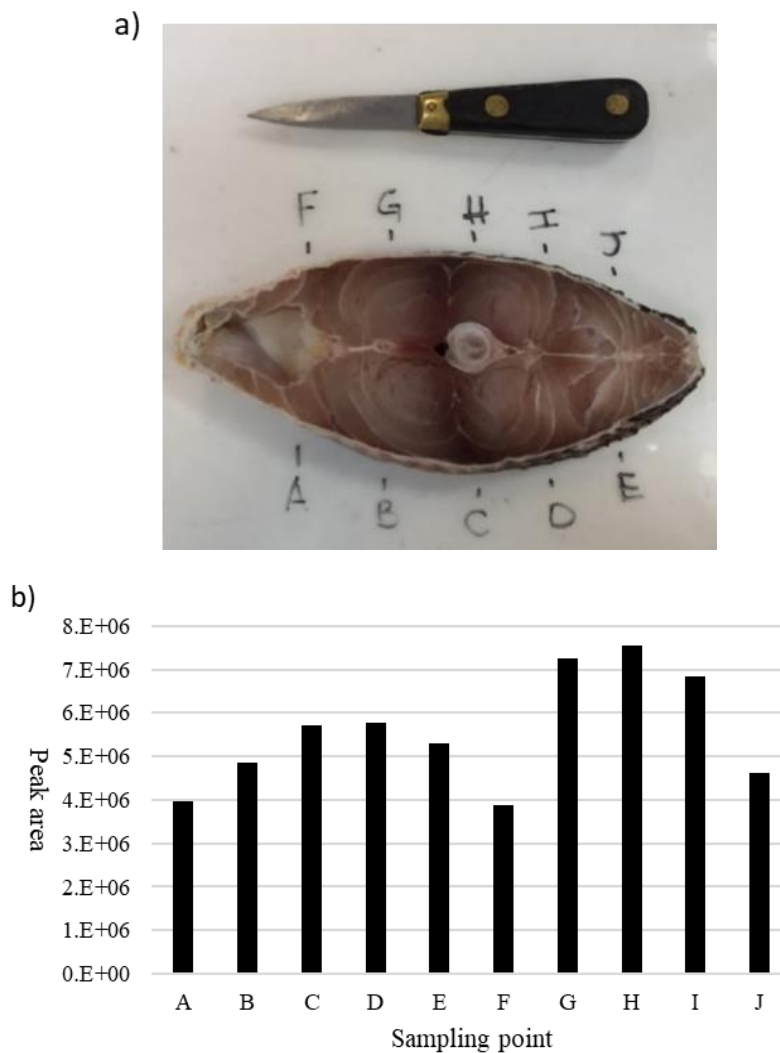 a)
F G H I J
A B C D E
b)
8.E+06
7.E+06
6.E+06
5.E+06
4.E+06
3.E+06
2.E+06
1.E+06
0.E+00
Peak area
A B C D E F G H I J
Sampling point